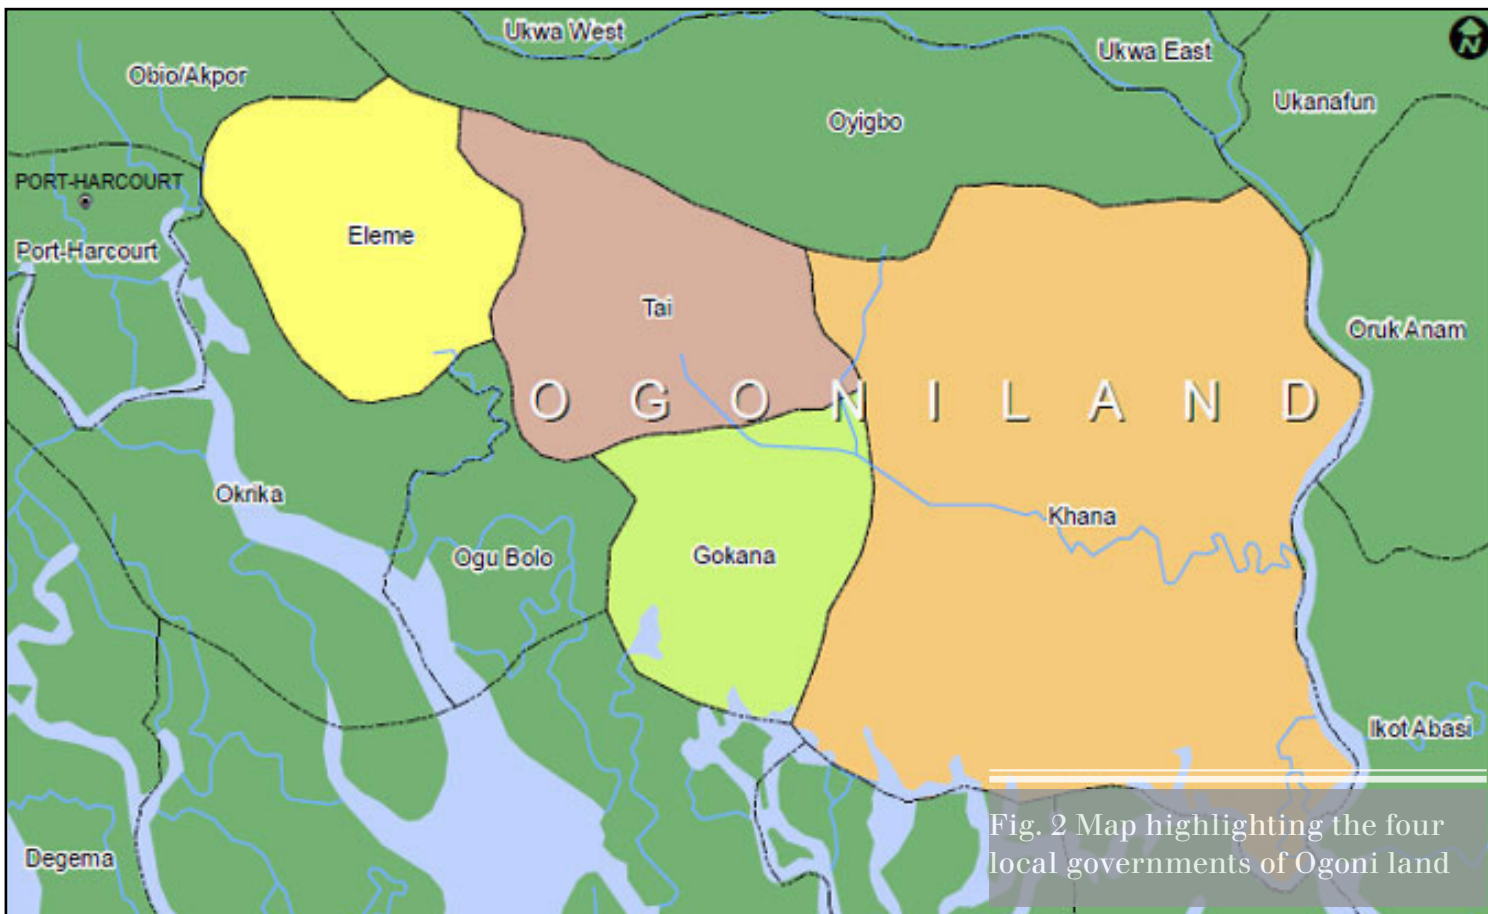 Ukwa West
Ukwa East
N
Obio/Akpor
Ukanafun
Oyigbo
PORT-HARCOURT
Eleme
Port-Harcourt
Tai
Oruk Anam
OGONILAND
Okrika
Khana
Ogu Bolo
Gokana
Ikot Abasi
Fig. 2 Map highlighting the four
local governments of Ogoni land
Degema